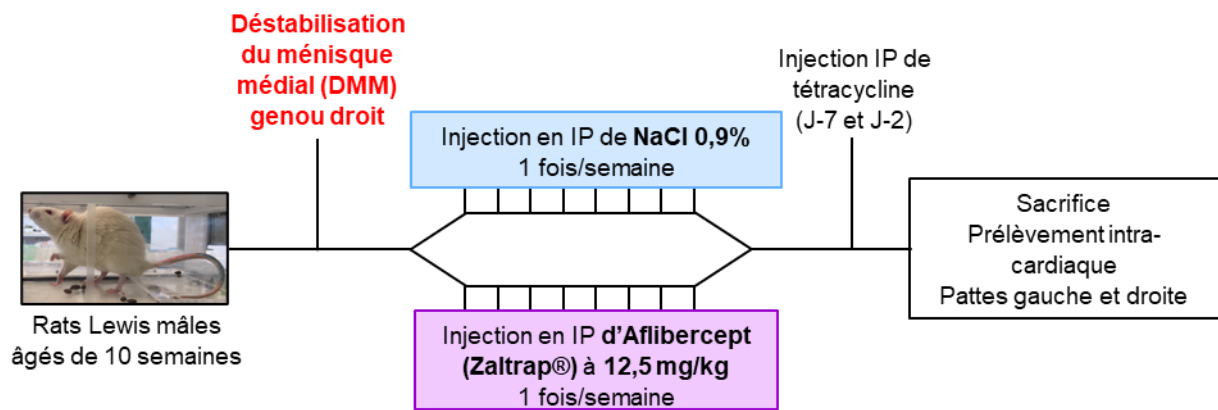 Déstabilisation
du ménisque
médial (DMM)
genou droit
Injection en IP de NaCl 0,9%
1 fois/semaine
Injection IP de
tétracycline
(J-7 et J-2)
Rats Lewis mâles
âgés de 10 semaines
Injection en IP d’Aflibercept
(Zaltrap®) à 12,5 mg/kg
1 fois/semaine
Sacrifice
Prélèvement intra-
cardiaque
Pattes gauche et droite